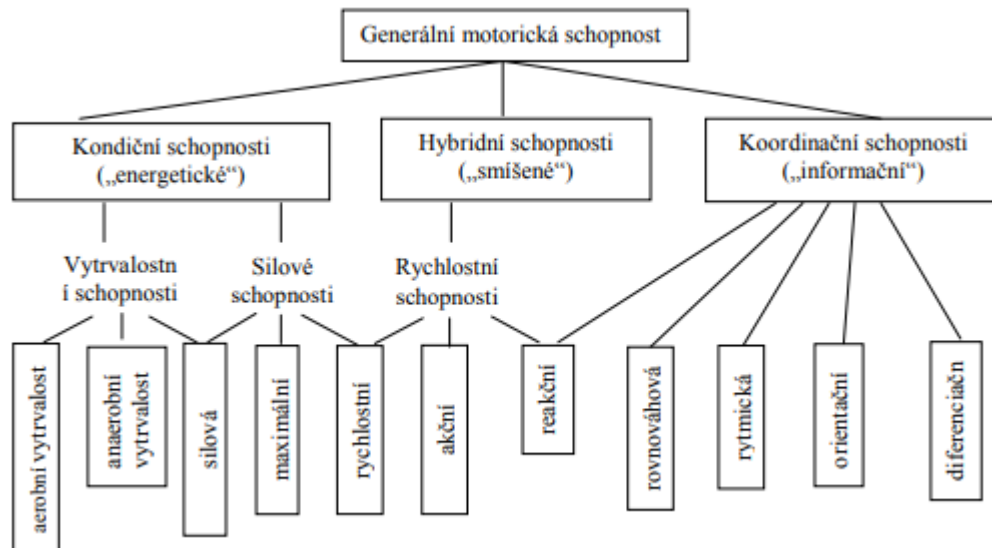 Generální motorická schopnost
Kondiční schopnosti
(„energetické“)
Hybridní schopnosti
(„smíšené“)
Koordinační schopnosti
(„informační“)
Vytrvalostn
í schopnosti
Silové
schopnosti
Rychlostní
schopnosti
aerobní vytrvalost
anaerobní
vytrvalost
silová
maximální
rychlostní
akční
reakční
rovnováhová
rytmická
orientační
diferenciačn